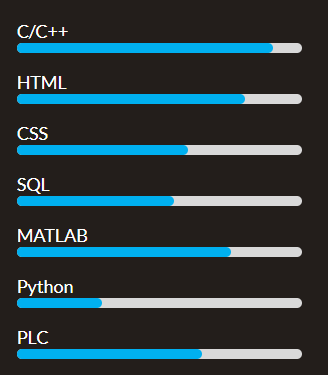 C/C++
HTML
CSS
SQL
MATLAB
Python
PLC